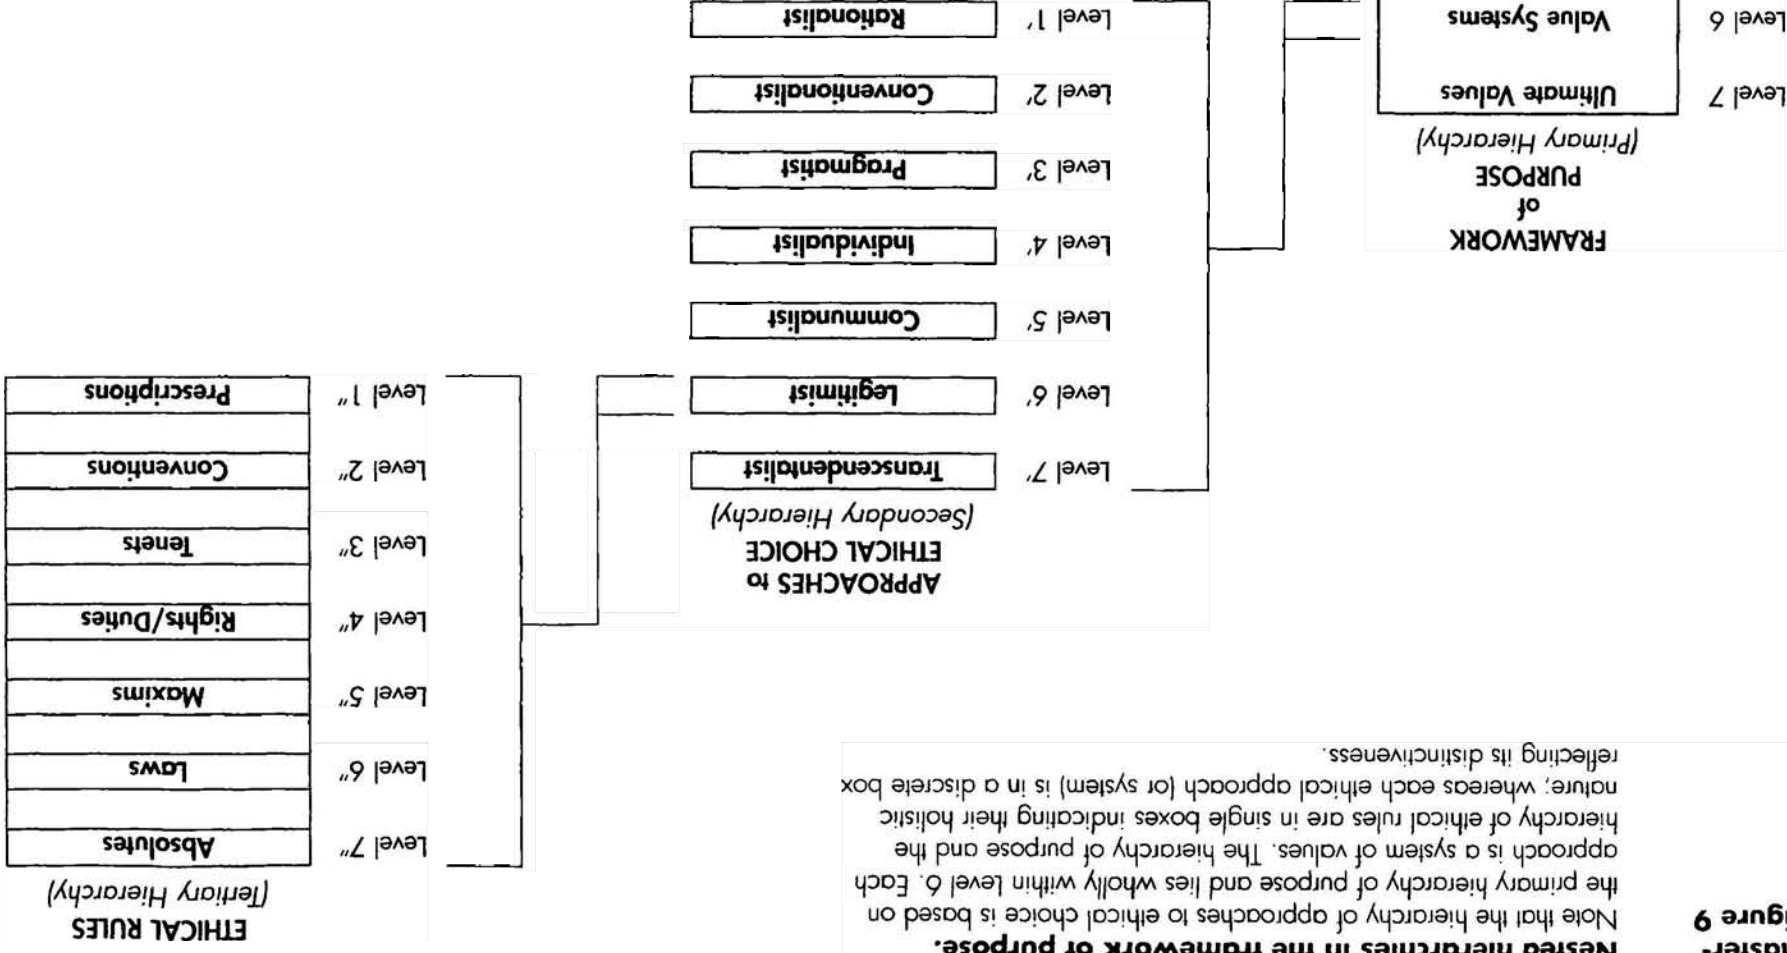 aster-
igure 9
Nested hierarchies in the framework of purpose.
Note that the hierarchy of approaches to ethical choice is based on
the primary hierarchy of purpose and lies wholly within Level 6. Each
approach is a system of values. The hierarchy of purpose and the
hierarchy of ethical rules are in single boxes indicating their holistic
nature; whereas each ethical approach (or system) is in a discrete box
reflecting its distinctiveness.
ETHICAL RULES
(Tertiary Hierarchy)
Level 7" Absolutes
Level 6" Laws
Level 5" Maxims
Level 4" Rights/Duties
Level 3" Tenets
Level 2" Conventions
Level 1" Prescriptions
APPROACHES to
ETHICAL CHOICE
(Secondary Hierarchy)
Level 7' Transcendentalist
Level 6' Legitimist
Level 5' Communalist
Level 4' Individualist
Level 3' Pragmatist
Level 2' Conventionalist
Level 1' Rationalist
FRAMEWORK
of
PURPOSE
(Primary Hierarchy)
Level 7 Ultimate Values
Level 6 Value Systems